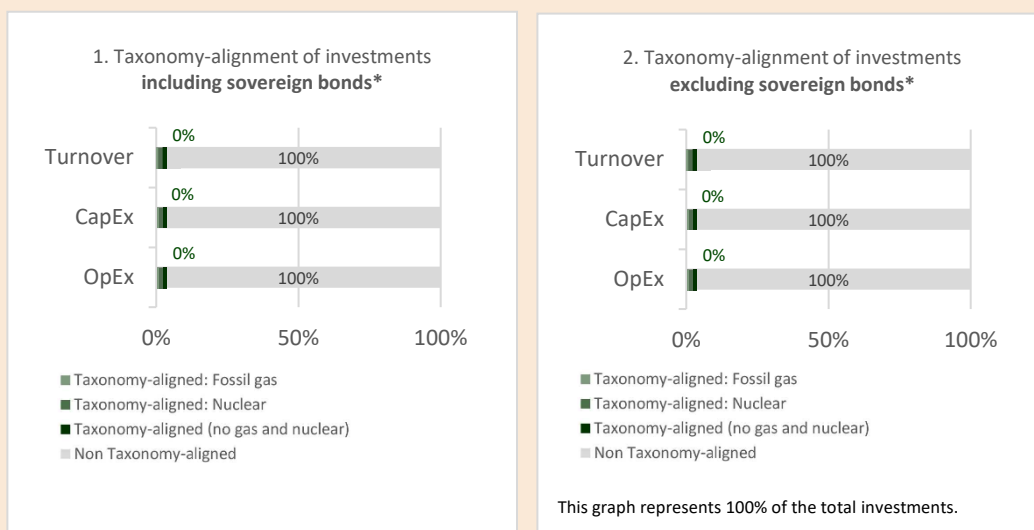 1. Taxonomy-alignment of investments
including sovereign bonds*
0%
Turnover
100%
0%
CapEx
100%
0%
OpEx
100%
0%
50%
100%
Taxonomy-aligned: Fossil gas
Taxonomy-aligned: Nuclear
Taxonomy-aligned (no gas and nuclear)
Non Taxonomy-aligned
2. Taxonomy-alignment of investments
excluding sovereign bonds*
0%
Turnover
100%
0%
CapEx
100%
0%
OpEx
100%
0%
50%
100%
Taxonomy-aligned: Fossil gas
Taxonomy-aligned: Nuclear
Taxonomy-aligned (no gas and nuclear)
Non Taxonomy-aligned
This graph represents 100% of the total investments.